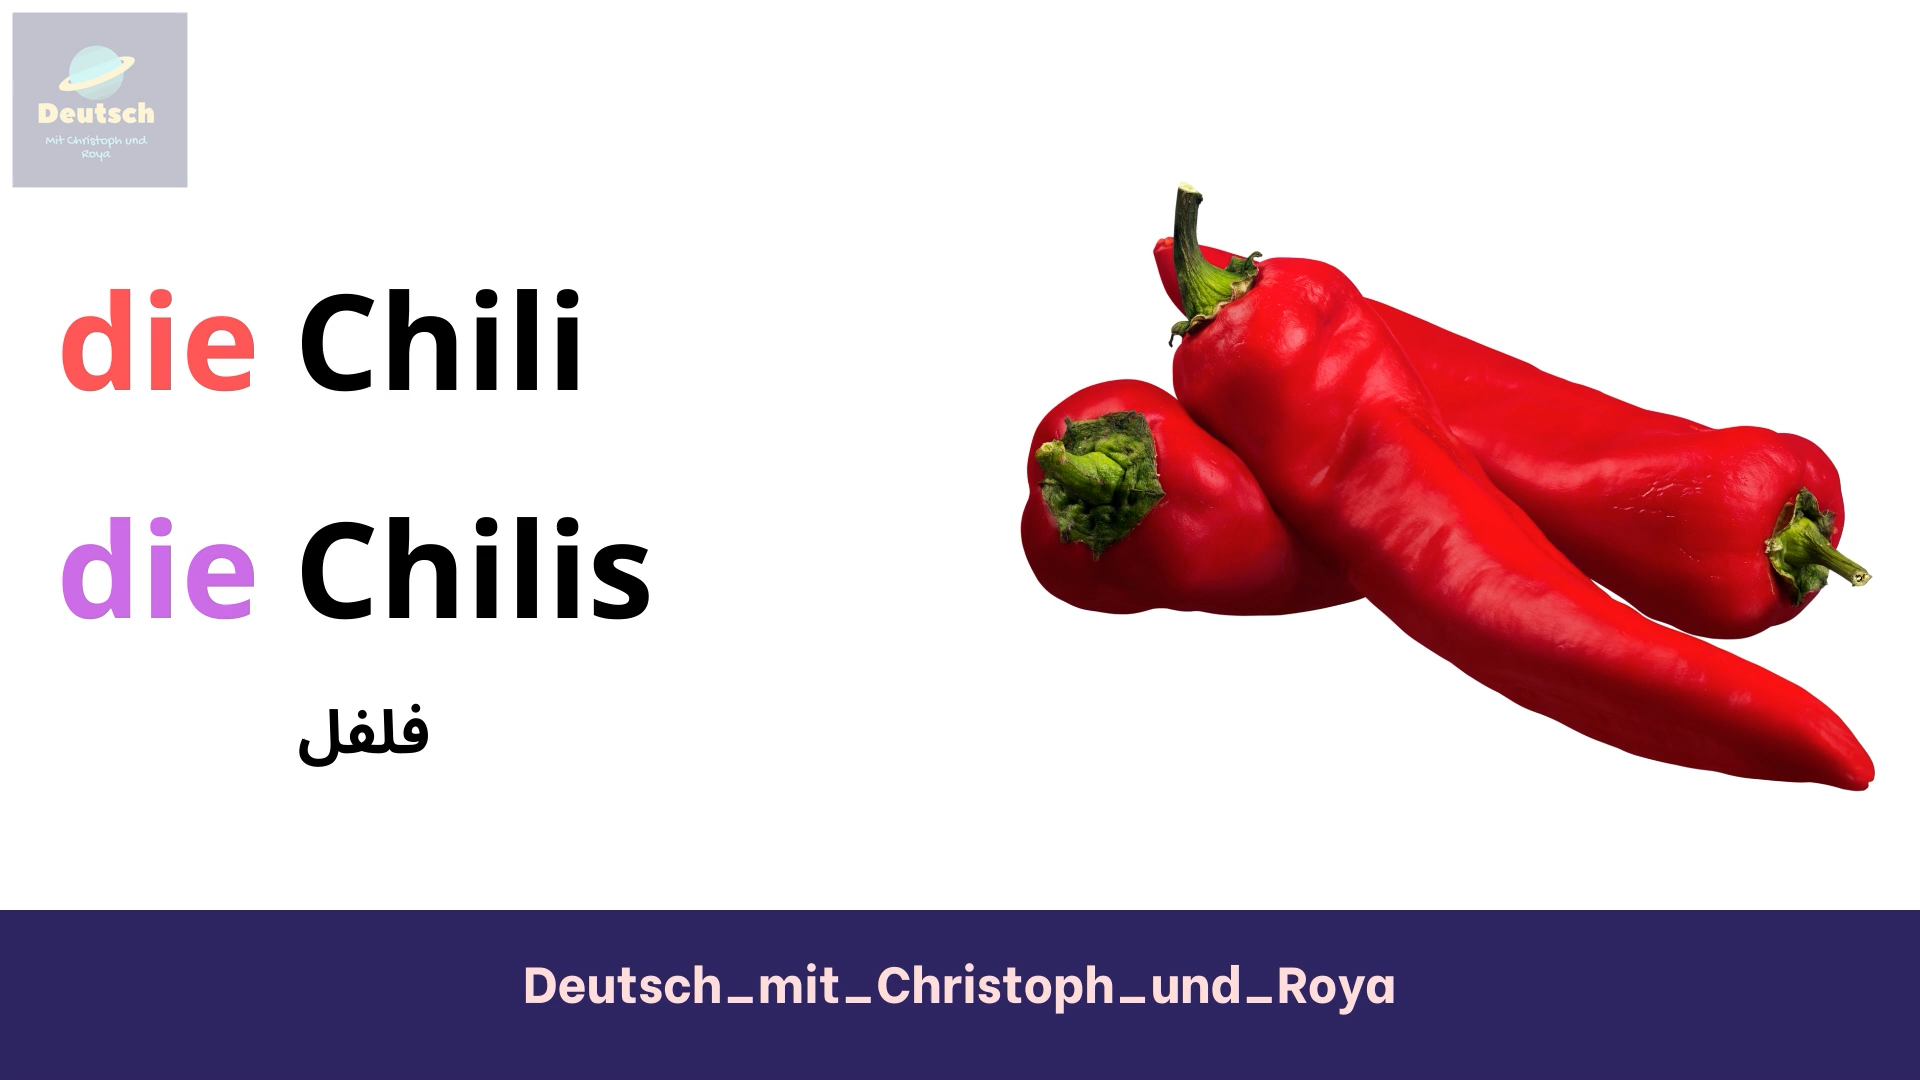 Deutsch
Mit Christoph und
Roya
die Chili
die Chilis
فلفل
Deutsch_mit_Christoph_und_Roya